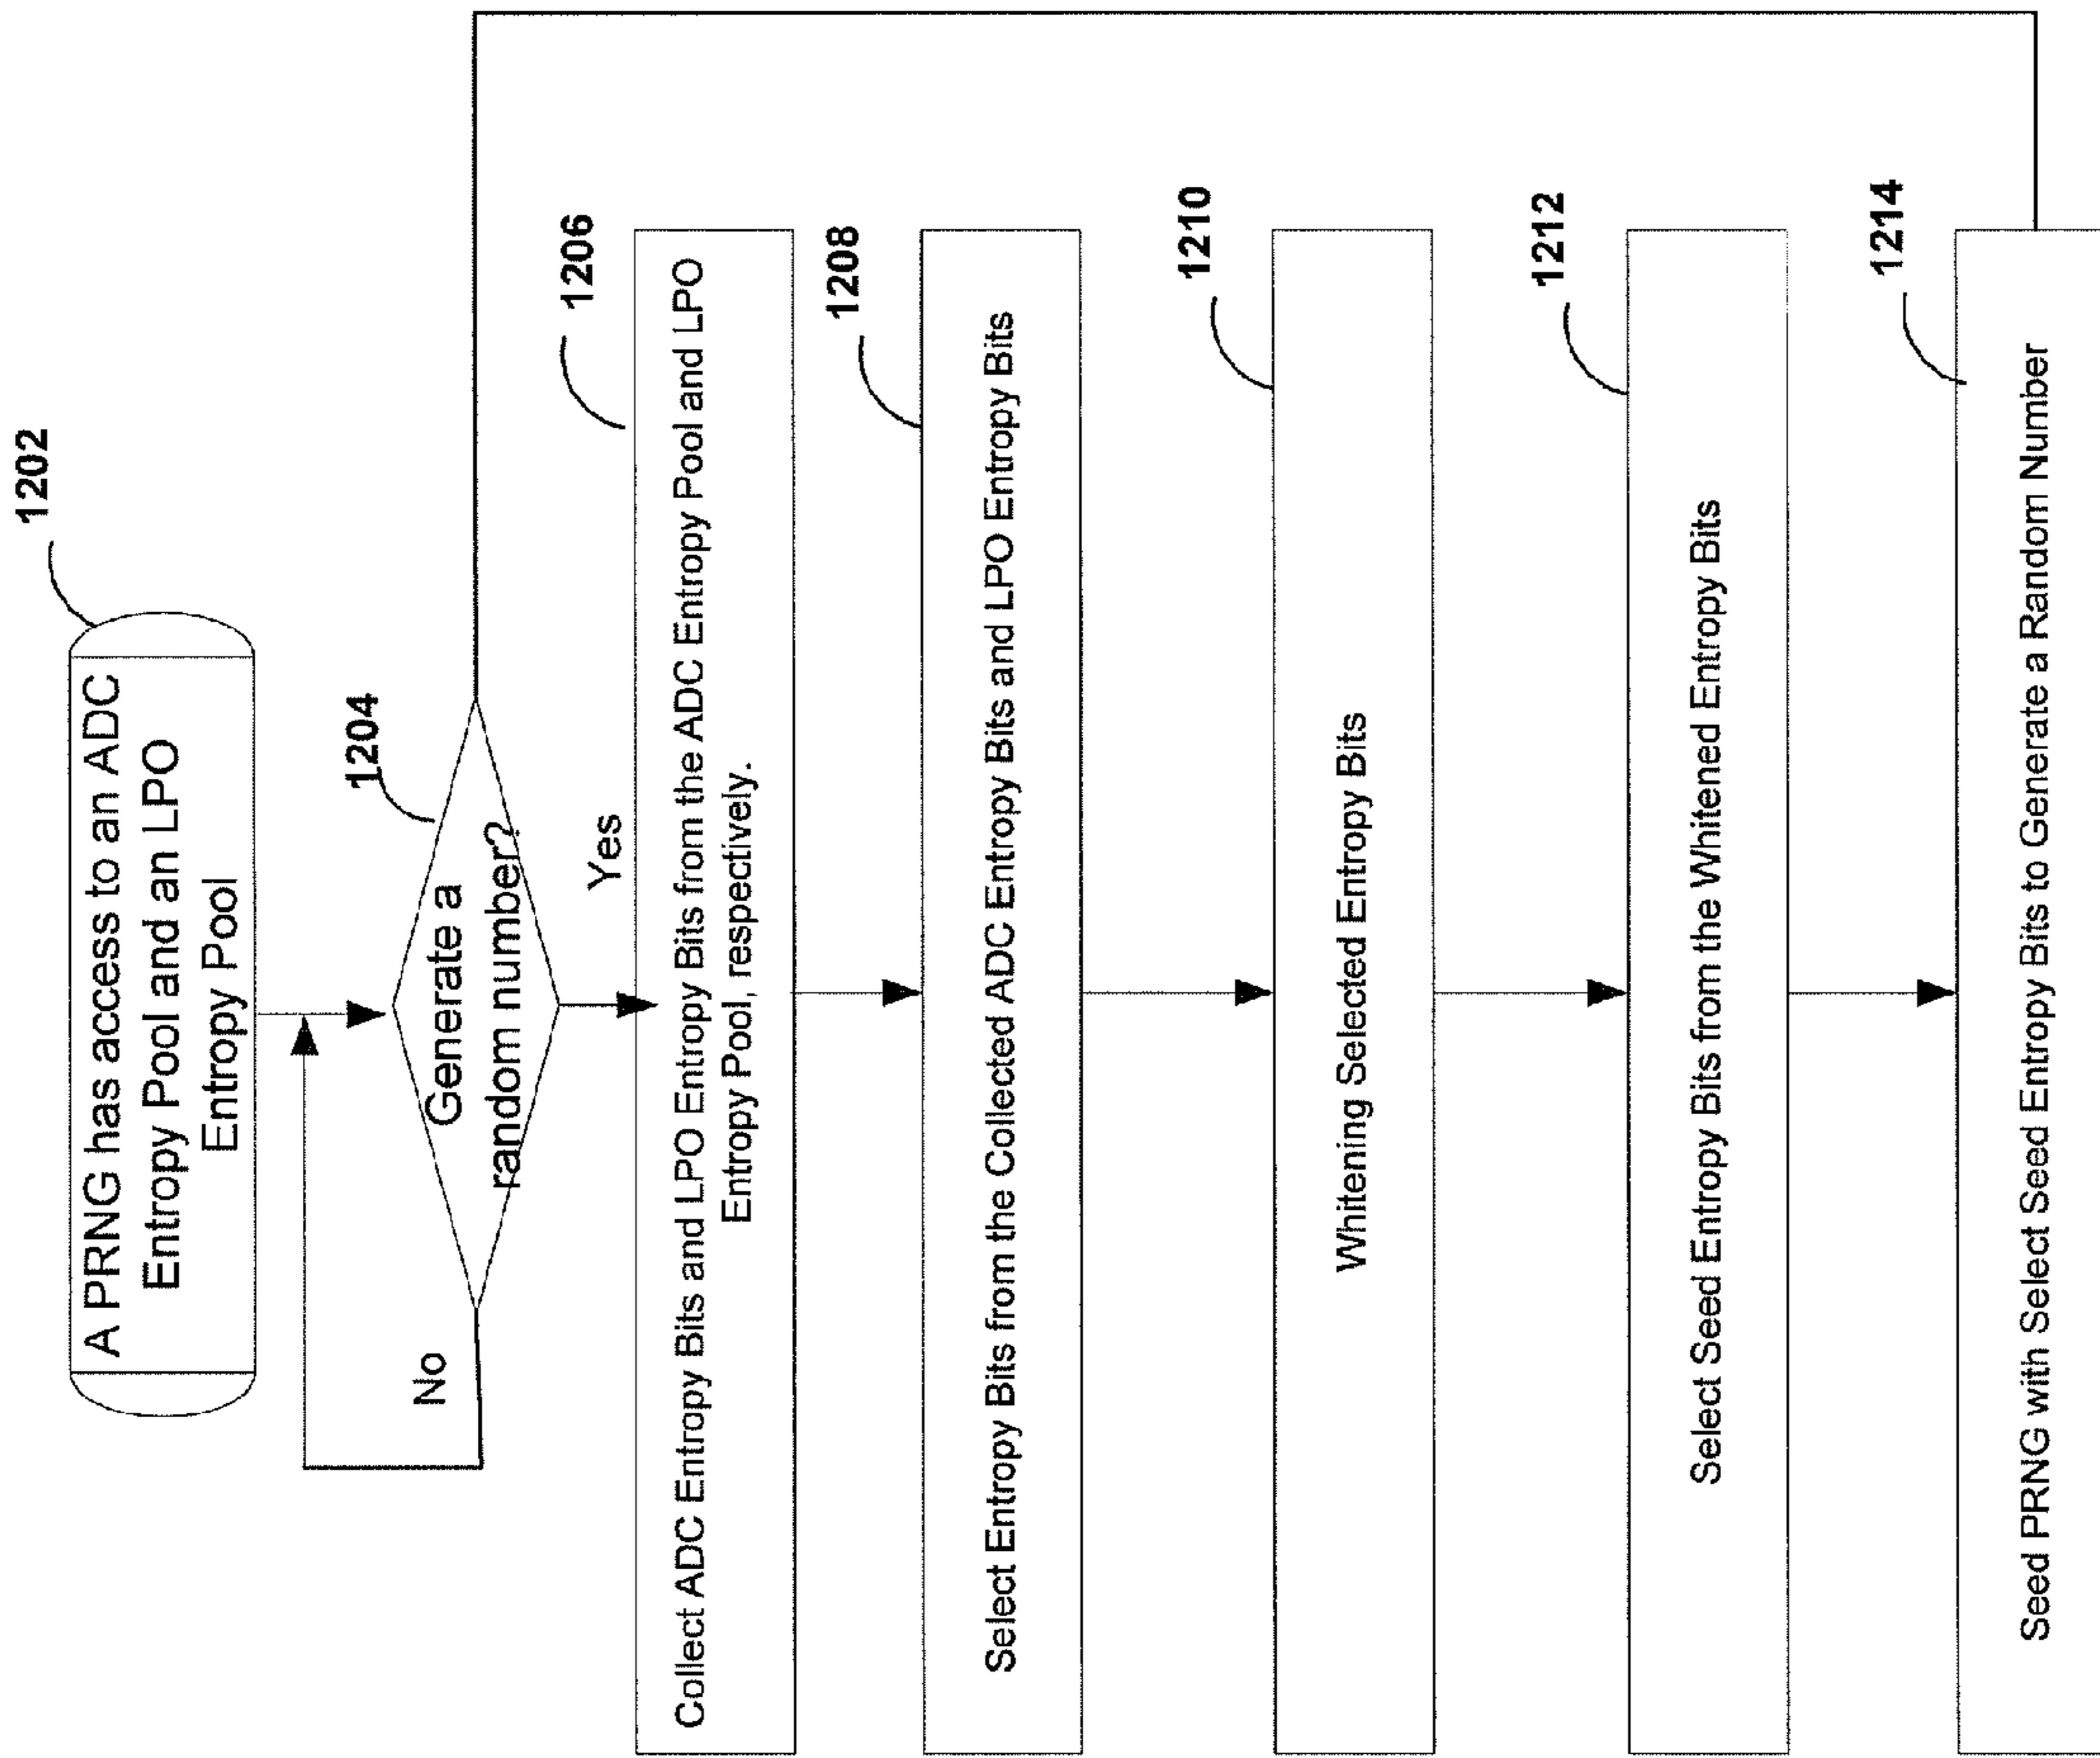 1202
A PRNG has access to an ADC
Entropy Pool and an LPO
Entropy Pool
1204
Generate a
random number?
No
Yes
1206
Collect ADC Entropy Bits and LPO Entropy Bits from the ADC Entropy Pool and LPO
Entropy Pool, respectively.
1208
Select Entropy Bits from the Collected ADC Entropy Bits and LPO Entropy Bits
1210
Whitening Selected Entropy Bits
1212
Select Seed Entropy Bits from the Whitened Entropy Bits
1214
Seed PRNG with Select Seed Entropy Bits to Generate a Random Number